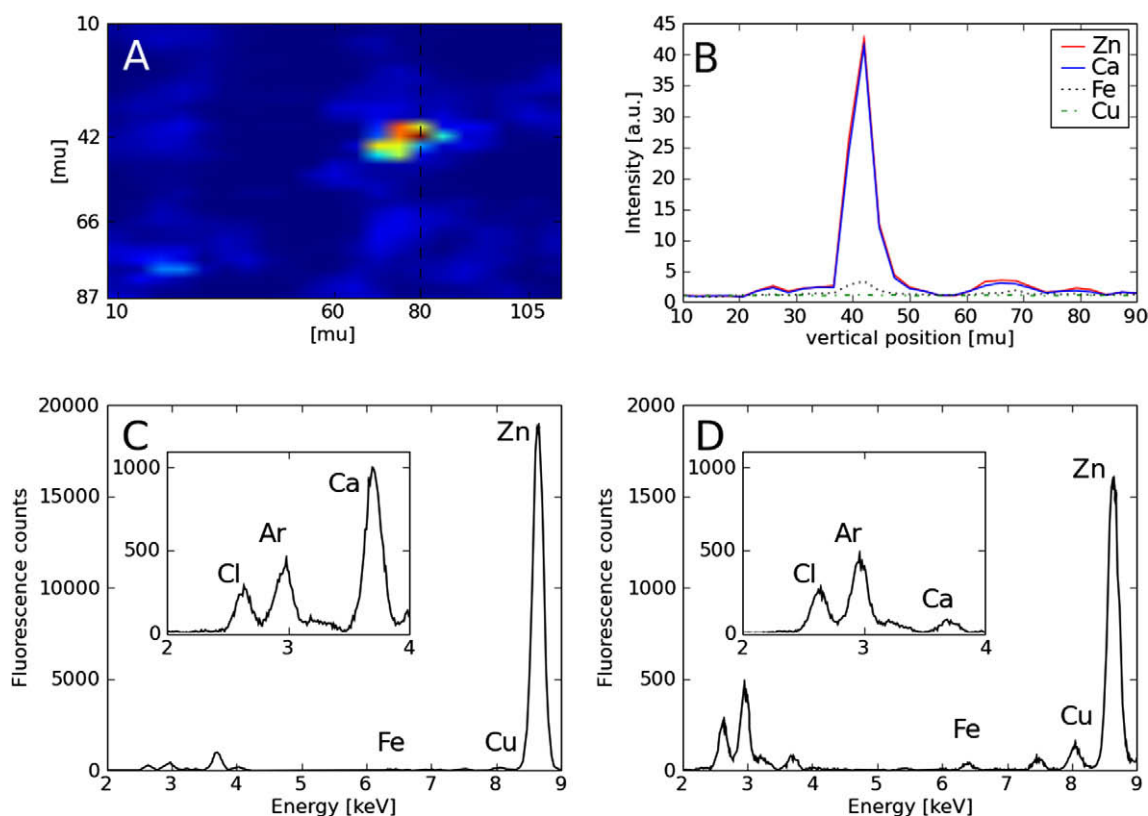 A
10
42
66
87
[mu]
10
60
80
105
[mu]
B
45
40
35
30
25
20
15
10
5
0
Intensity [a.u.]
Zn
Ca
Fe
Cu
10
20
30
40
50
60
70
80
90
vertical position [mu]
C
20000
15000
10000
5000
0
Fluorescence counts
Zn
Fe
Cu
2
3
4
5
6
7
8
9
Energy [keV]
1000
500
0
Cl
Ar
Ca
2
3
4
D
2000
1500
1000
500
0
Fluorescence counts
Zn
Fe
Cu
2
3
4
5
6
7
8
9
Energy [keV]
1000
500
0
Cl
Ar
Ca
2
3
4